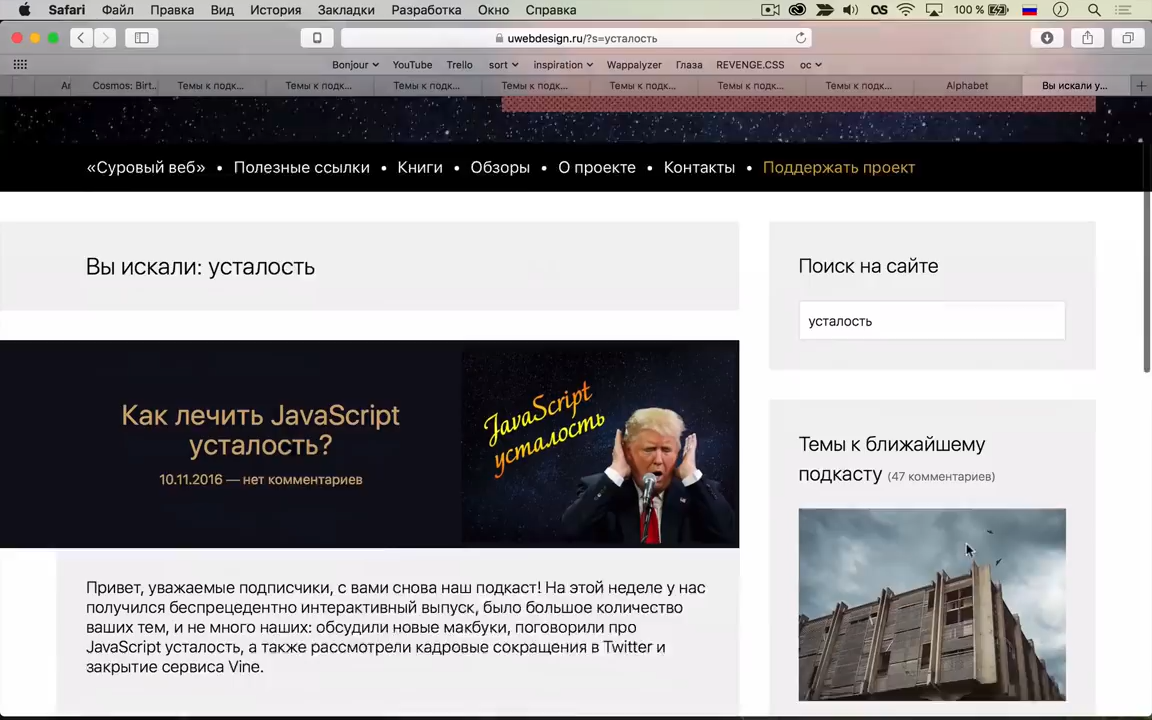 Safari Файл Правка Вид История Закладки Разработка Окно Справка 100 %
uwebdesign.ru/?s=усталость
Bonjour YouTube Trello sort inspiration Wappalyzer Глаза REVENGE.CSS ос
Cosmos: Birt... Темы к подк... Темы к подк... Темы к подк... Темы к подк... Темы к подк... Темы к подк... Темы к подк... Alphabet Вы искали у...
«Суровый веб» • Полезные ссылки • Книги • Обзоры • О проекте • Контакты • Поддержать проект
Вы искали: усталость
Как лечить JavaScript
усталость?
10.11.2016 — нет комментариев
JavaScript
усталость
Привет, уважаемые подписчики, с вами снова наш подкаст! На этой неделе у нас
получился беспрецедентно интерактивный выпуск, было большое количество
ваших тем, и не много наших: обсудили новые макбуки, поговорили про
JavaScript усталость, а также рассмотрели кадровые сокращения в Twitter и
закрытие сервиса Vine.
Поиск на сайте
усталость
Темы к ближайшему
подкасту (47 комментариев)